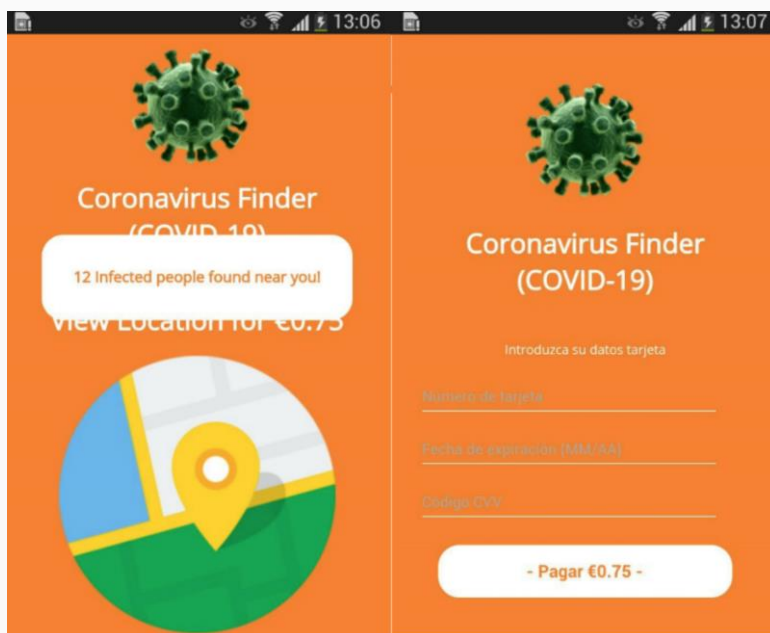 13:06
Coronavirus Finder
(COVID-19)
12 Infected people found near you!
View Location for €0.75
13:07
Coronavirus Finder
(COVID-19)
Introduzca su datos tarjeta
Número de tarjeta
Fecha de expiración (MM/AA)
Código CVV
- Pagar €0.75 -